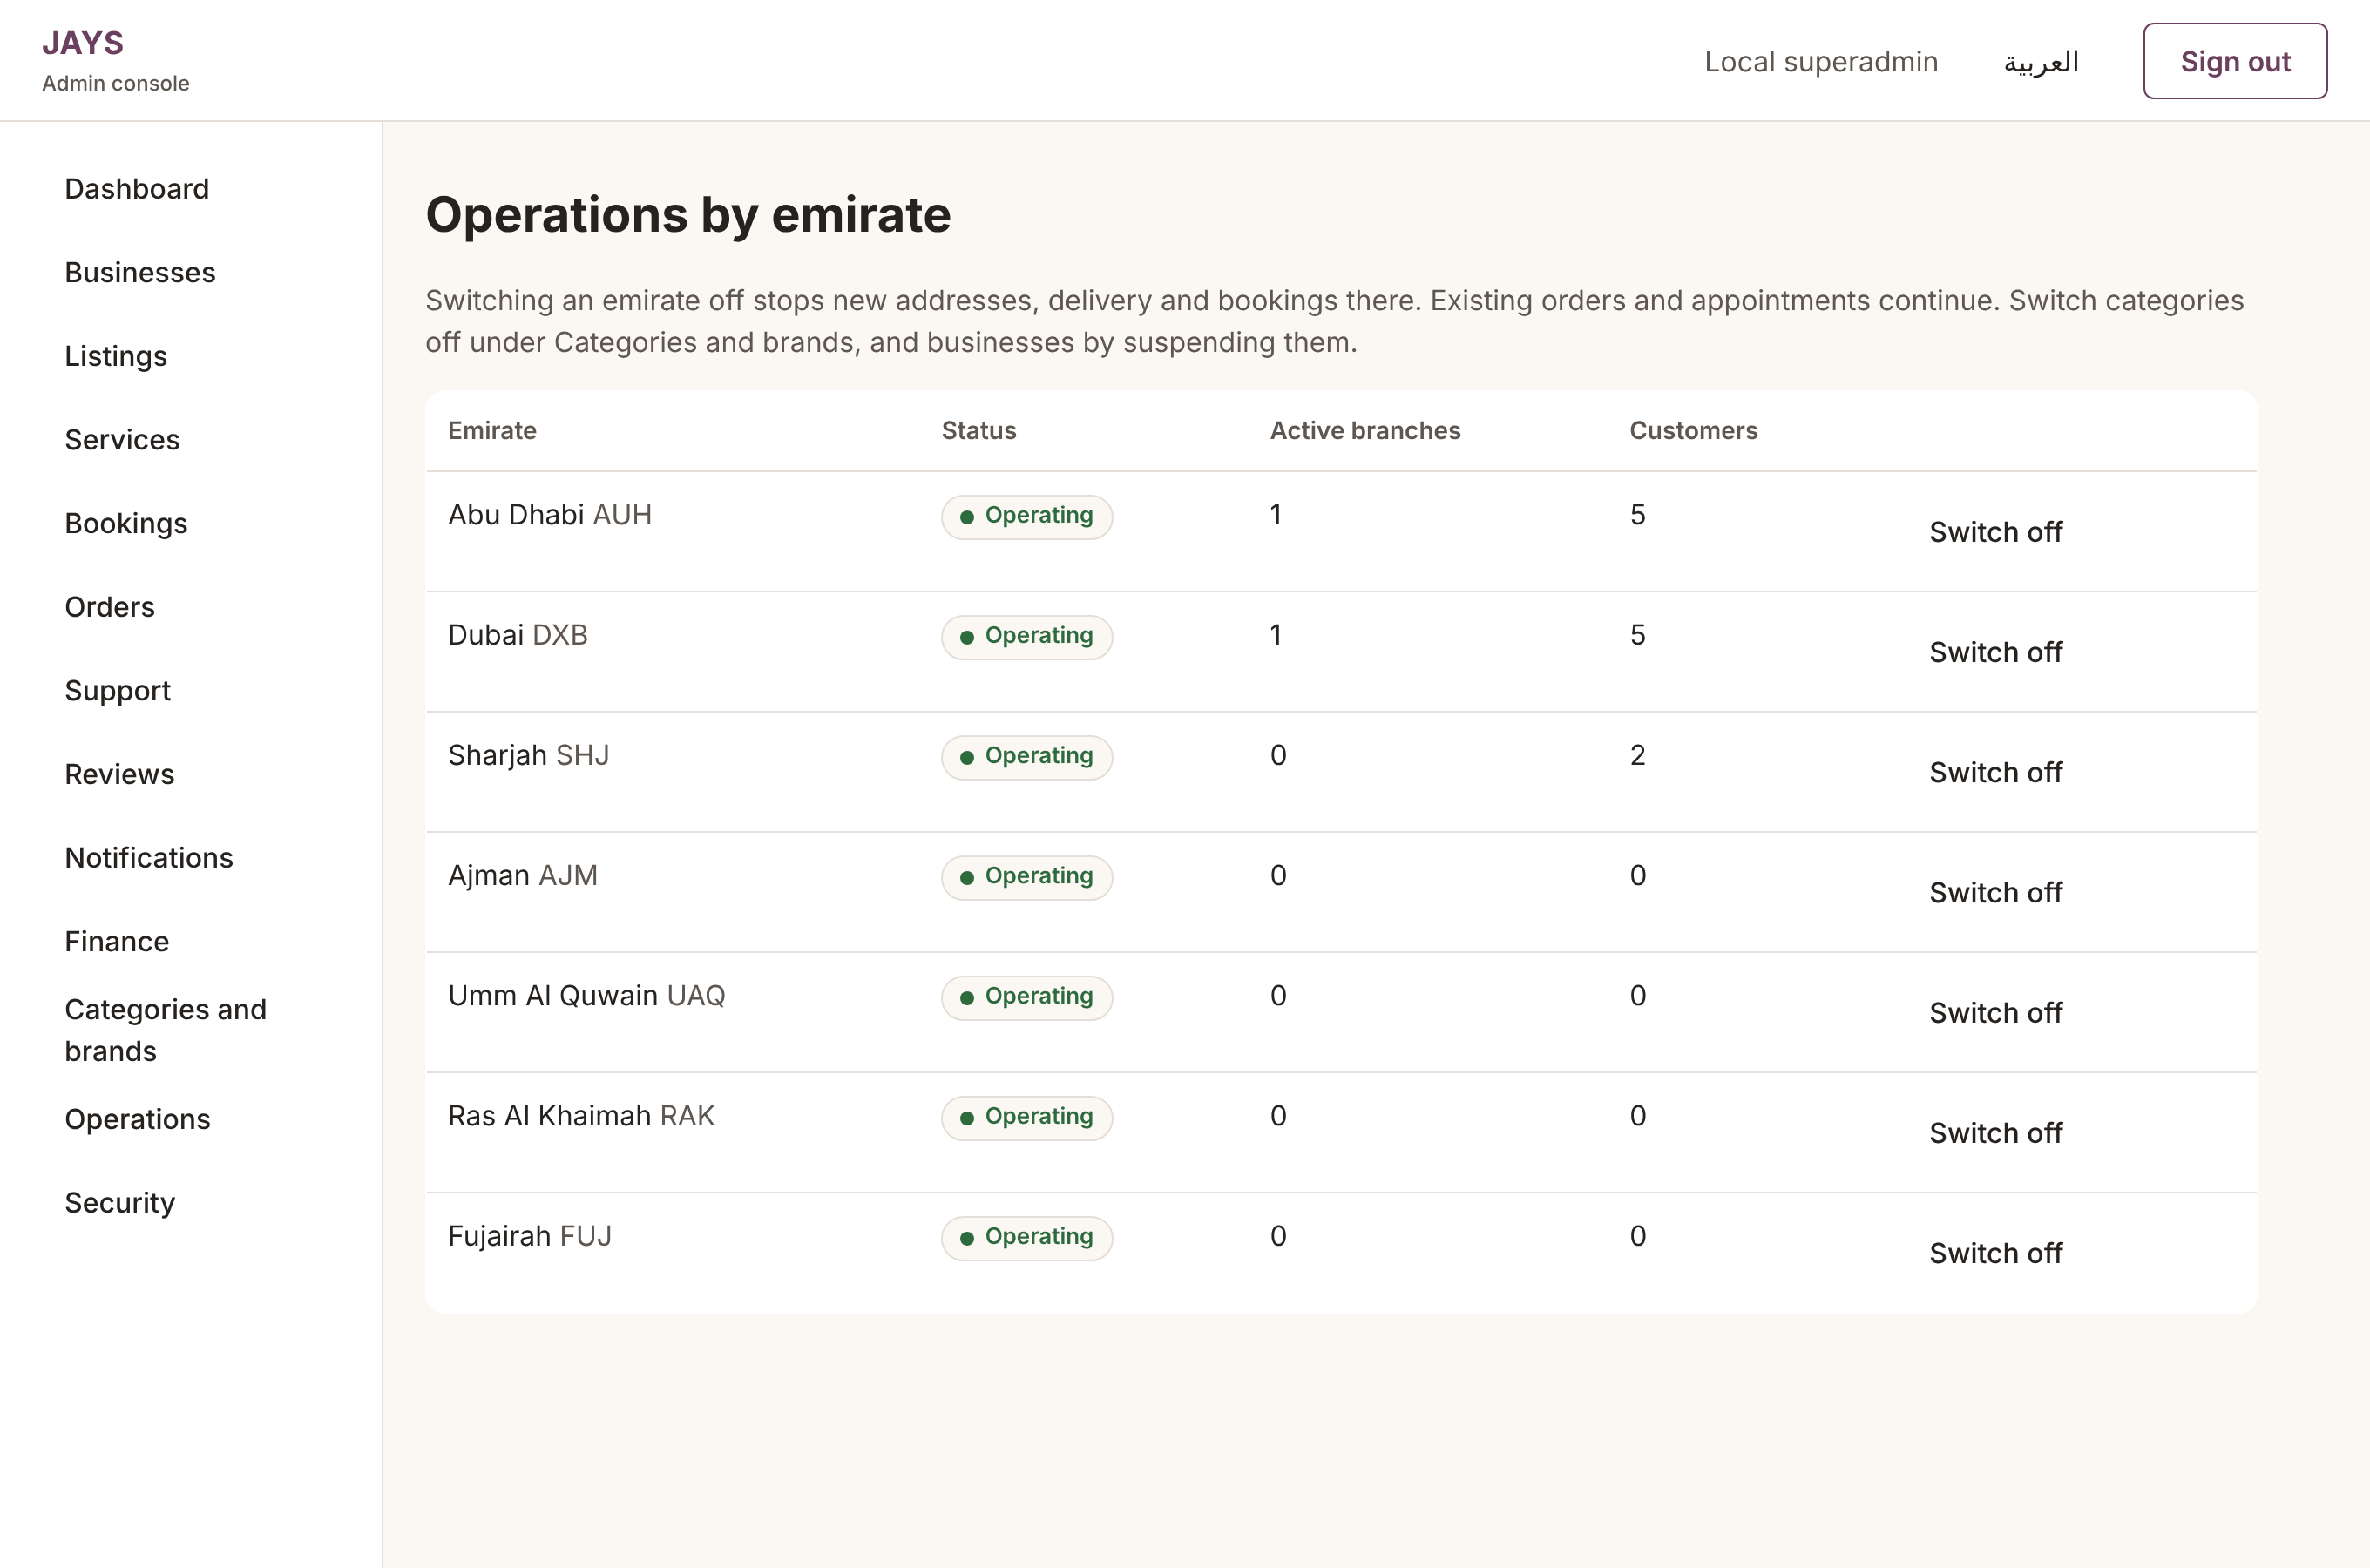 JAYS
Admin console
Local superadmin
العربية
Sign out
Dashboard
Businesses
Listings
Services
Bookings
Orders
Support
Reviews
Notifications
Finance
Categories and
brands
Operations
Security
Operations by emirate
Switching an emirate off stops new addresses, delivery and bookings there. Existing orders and appointments continue. Switch categories
off under Categories and brands, and businesses by suspending them.
Emirate Status Active branches Customers
Abu Dhabi AUH Operating 1 5 Switch off
Dubai DXB Operating 1 5 Switch off
Sharjah SHJ Operating 0 2 Switch off
Ajman AJM Operating 0 0 Switch off
Umm Al Quwain UAQ Operating 0 0 Switch off
Ras Al Khaimah RAK Operating 0 0 Switch off
Fujairah FUJ Operating 0 0 Switch off